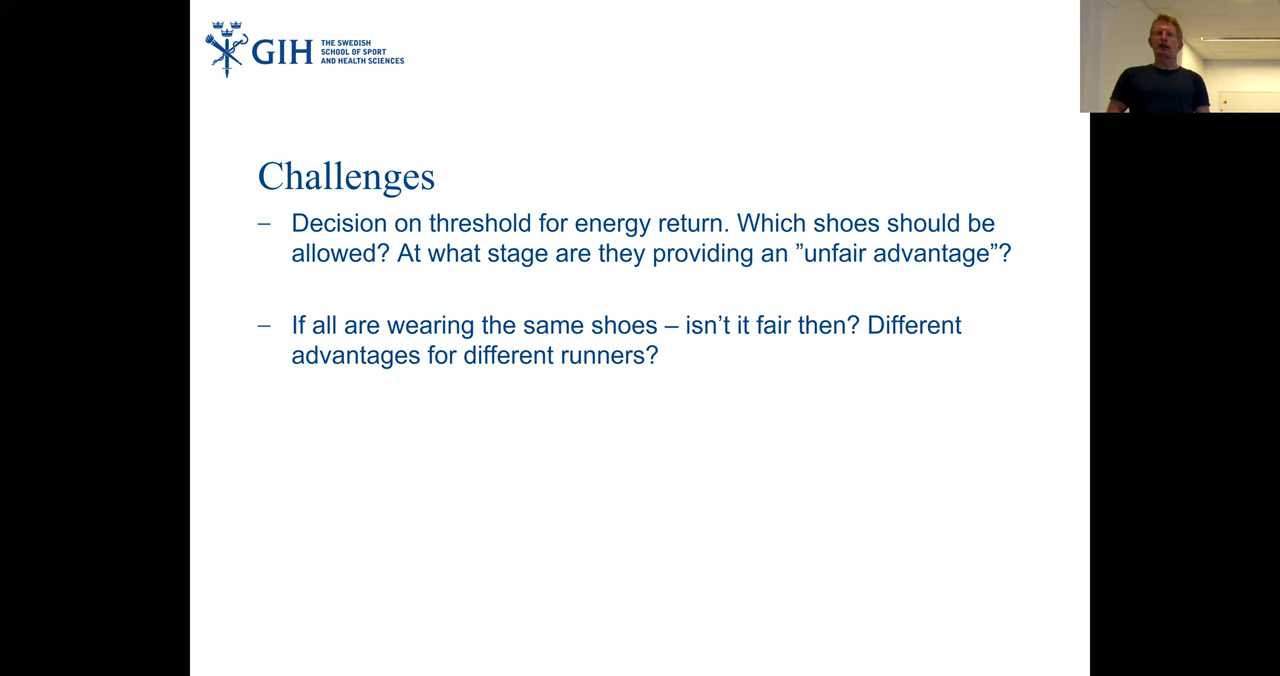 GIH
THE SWEDISH
SCHOOL OF SPORT
AND HEALTH SCIENCES
Challenges
– Decision on threshold for energy return. Which shoes should be
allowed? At what stage are they providing an ”unfair advantage”?
– If all are wearing the same shoes – isn’t it fair then? Different
advantages for different runners?